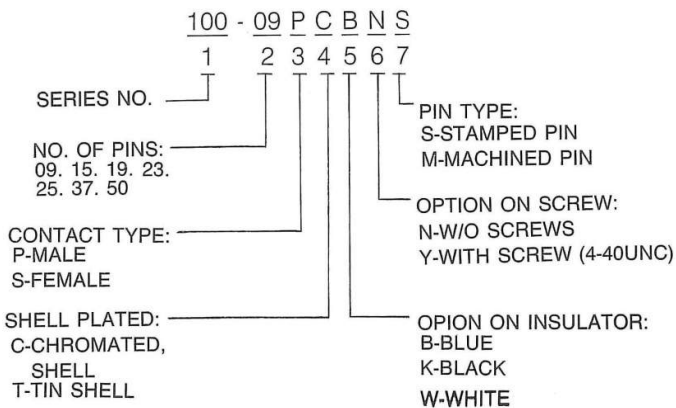 100 - 09 P C B N S
1 2 3 4 5 6 7
SERIES NO.
NO. OF PINS:
09. 15. 19. 23.
25. 37. 50
CONTACT TYPE:
P-MALE
S-FEMALE
SHELL PLATED:
C-CHROMATED,
SHELL
T-TIN SHELL
PIN TYPE:
S-STAMPED PIN
M-MACHINED PIN
OPTION ON SCREW:
N-W/O SCREWS
Y-WITH SCREW (4-40UNC)
OPION ON INSULATOR:
B-BLUE
K-BLACK
W-WHITE